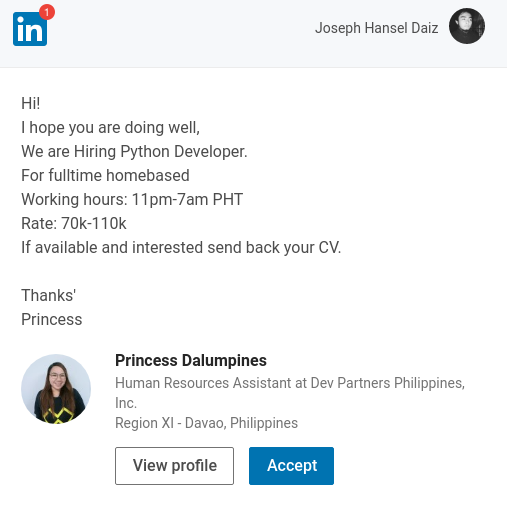 in 1
Joseph Hansel Daiz
Hi!
I hope you are doing well,
We are Hiring Python Developer.
For fulltime homebased
Working hours: 11pm-7am PHT
Rate: 70k-110k
If available and interested send back your CV.
Thanks'
Princess
Princess Dalumpines
Human Resources Assistant at Dev Partners Philippines,
Inc.
Region XI - Davao, Philippines
View profile
Accept